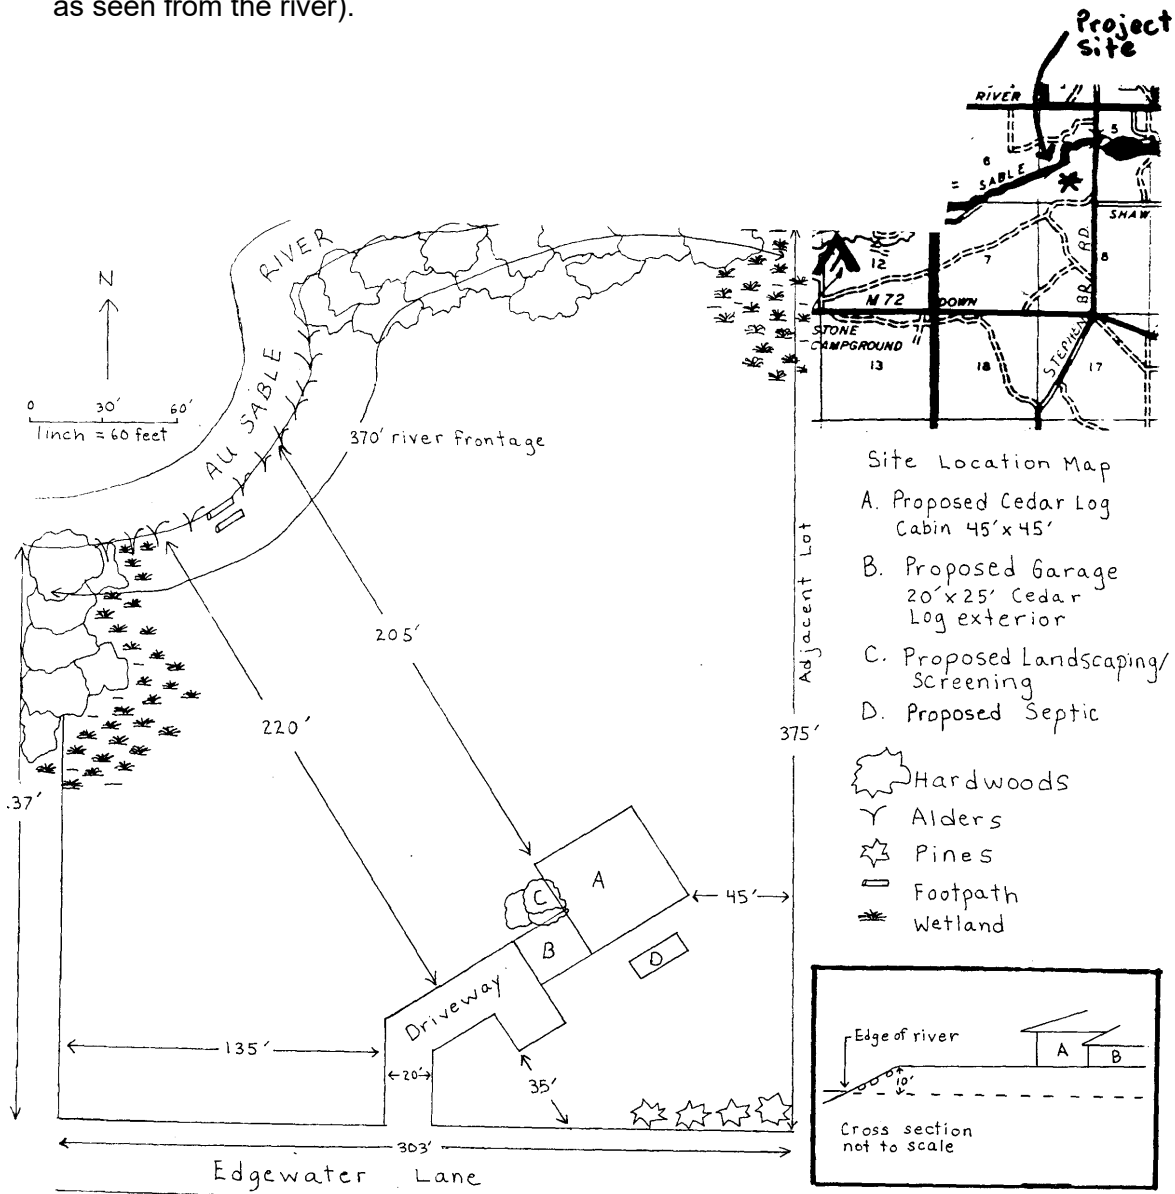 as seen from the river).
Project
site
RIVER
5
6
SABLE
SHAW
12
7
8
M 72
DOWN
BR. RD.
STONE
CAMPGROUND
STEPHEN
13
18
17
RIVER
AU SABLE
N
0 30' 60'
1 inch = 60 feet
370' river frontage
205'
220'
Adjacent Lot
375'
.37'
Site Location Map
A. Proposed Cedar Log
Cabin 45' x 45'
B. Proposed Garage
20' x 25' Cedar
Log exterior
C. Proposed Landscaping/
Screening
D. Proposed Septic
Hardwoods
Alders
Pines
Footpath
Wetland
A
C
B
D
45'
Driveway
135'
20'
35'
303'
Edgewater Lane
Edge of river
A
B
10'
Cross section
not to scale